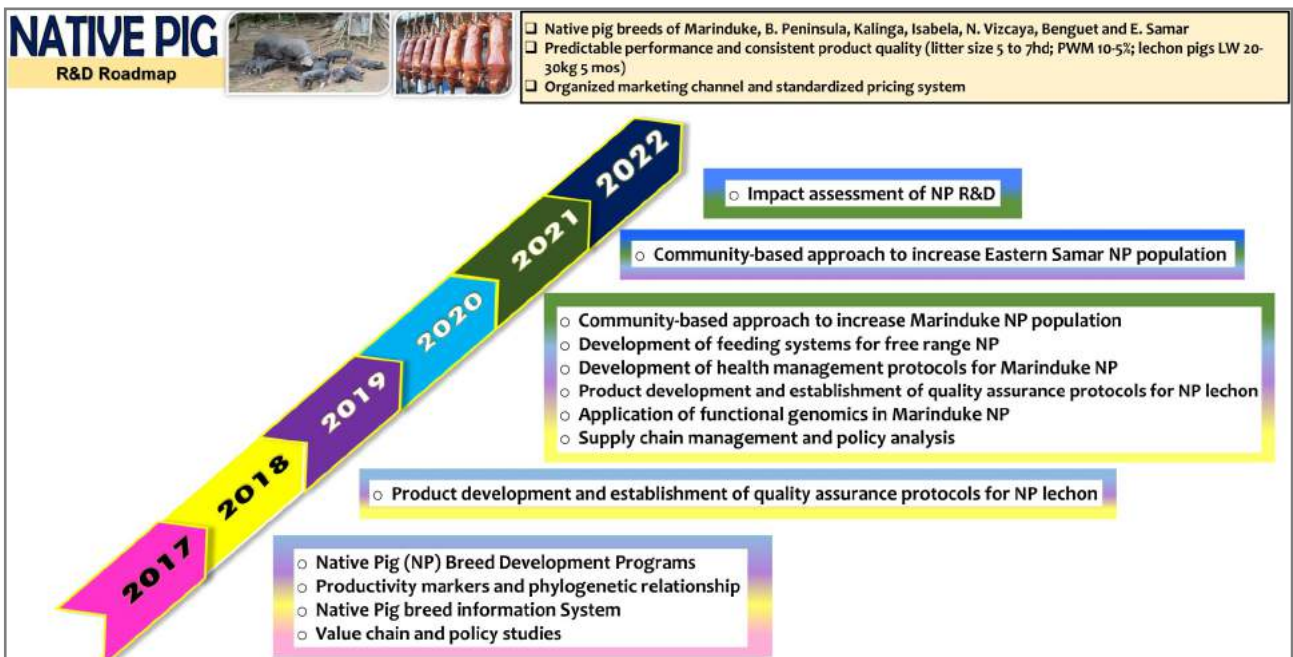 NATIVE PIG
R&D Roadmap
❑ Native pig breeds of Marinduke, B. Peninsula, Kalinga, Isabela, N. Vizcaya, Benguet and E. Samar
❑ Predictable performance and consistent product quality (litter size 5 to 7hd; PWM 10-5%; lechon pigs LW 20-
30kg 5 mos)
❑ Organized marketing channel and standardized pricing system
2022
○ Impact assessment of NP R&D
2021
○ Community-based approach to increase Eastern Samar NP population
2020
○ Community-based approach to increase Marinduke NP population
○ Development of feeding systems for free range NP
○ Development of health management protocols for Marinduke NP
○ Product development and establishment of quality assurance protocols for NP lechon
○ Application of functional genomics in Marinduke NP
○ Supply chain management and policy analysis
2019
2018
○ Product development and establishment of quality assurance protocols for NP lechon
2017
○ Native Pig (NP) Breed Development Programs
○ Productivity markers and phylogenetic relationship
○ Native Pig breed information System
○ Value chain and policy studies